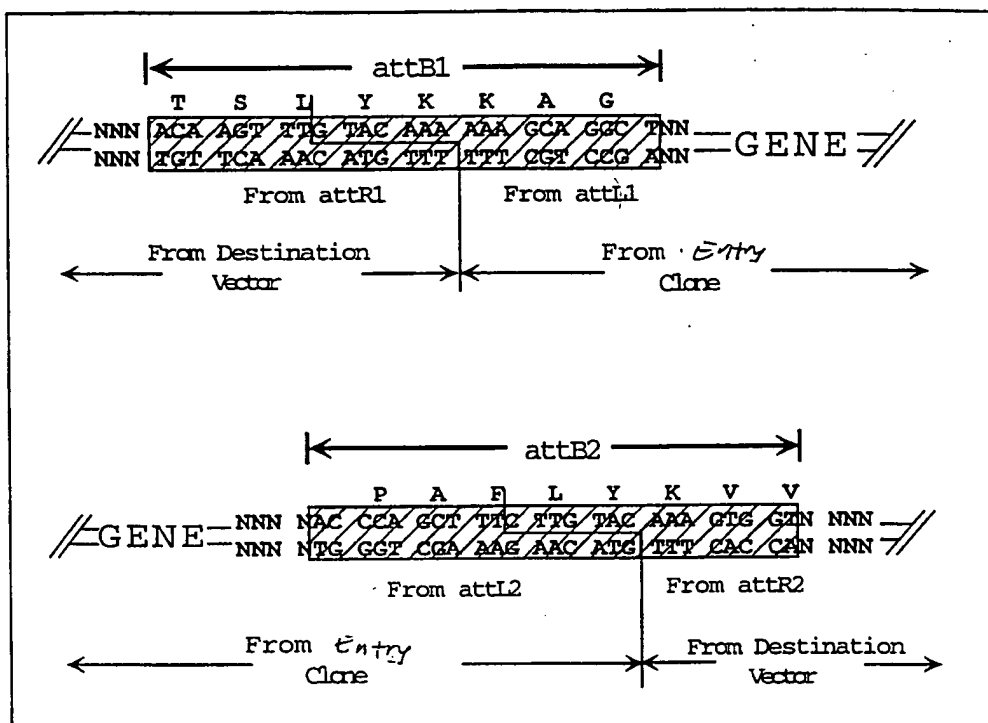 attB1
T S L Y K K A G
NNN ACA AGT TTG TACA AAA AAA GCA GGC TNN GENE
NNN TGT TCA AAC ATG TTT TTT CGT CCG ANN
From attR1 From attL1
From Destination From Entry
Vector Clone
attB2
P A F L Y K V V
GENE NNN NAC CCA GCT TTC TTG TAC AAA GTG GTN NNN
NNN NTG GGT CGA AAG AAC ATG TTT CAC CAN NNN
From attL2 From attR2
From Entry From Destination
Clone Vector